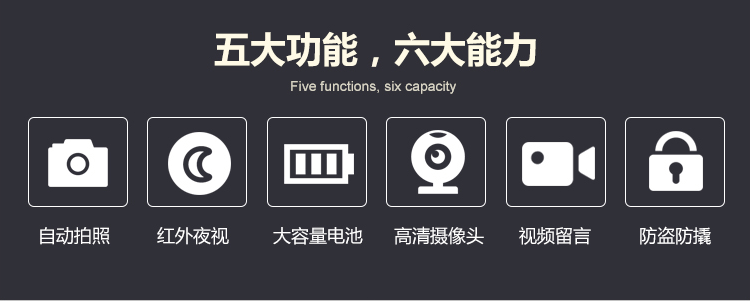 五大功能，六大能力
Five functions, six capacity
自动拍照
红外夜视
大容量电池
高清摄像头
视频留言
防盗防撬